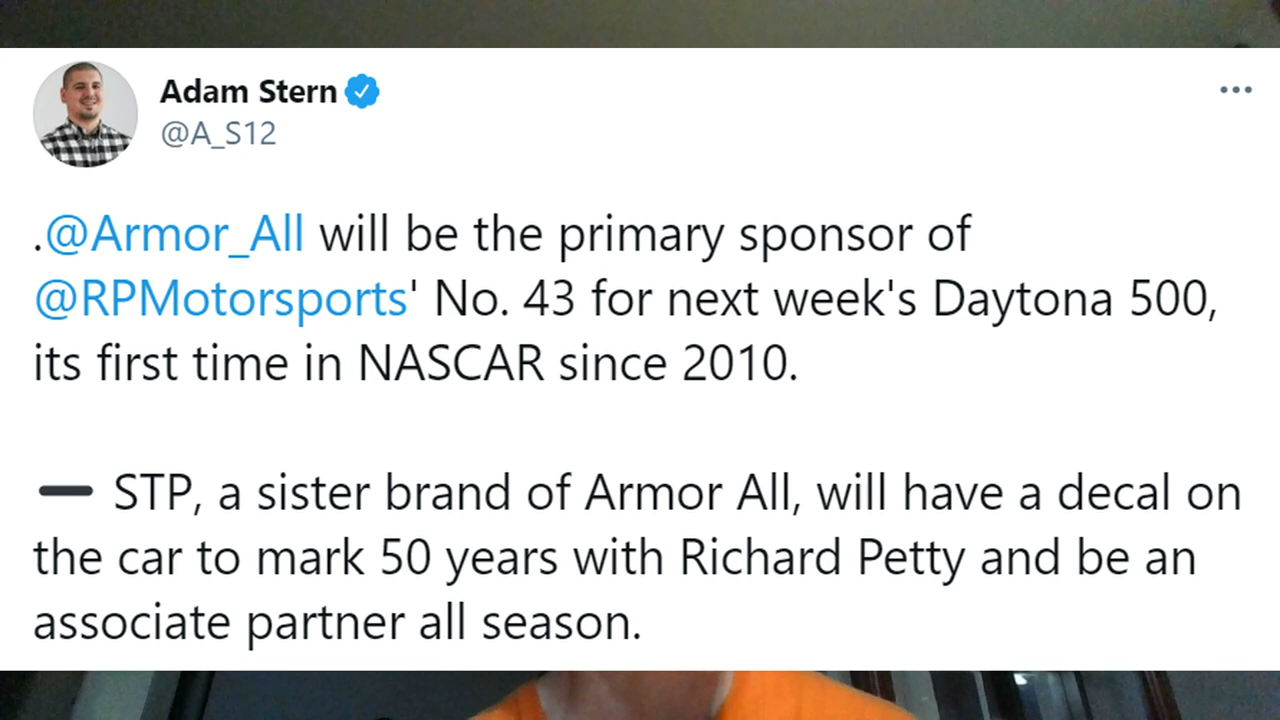 Adam Stern
@A_S12
.@Armor_All will be the primary sponsor of
@RPMotorsports' No. 43 for next week's Daytona 500,
its first time in NASCAR since 2010.
➖ STP, a sister brand of Armor All, will have a decal on
the car to mark 50 years with Richard Petty and be an
associate partner all season.